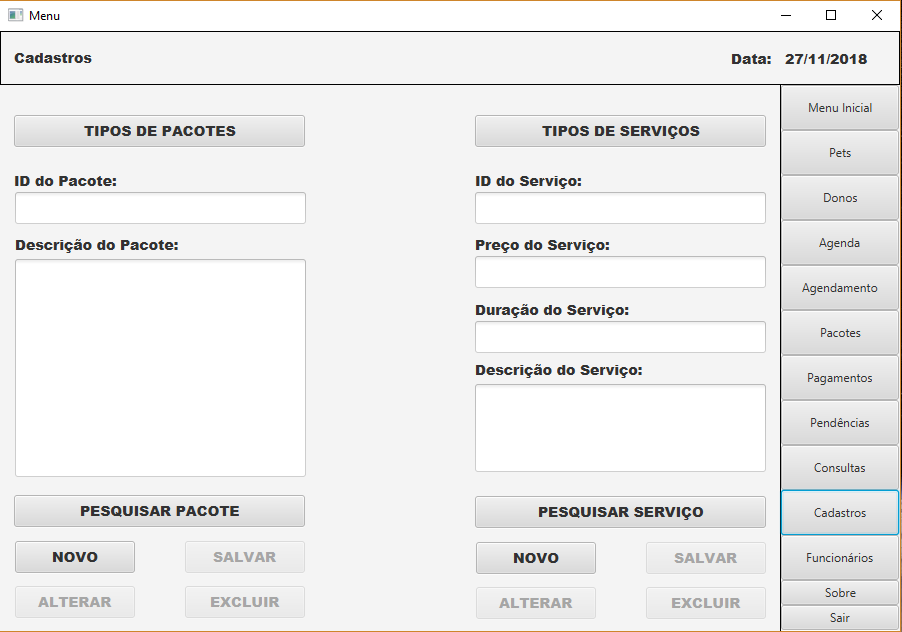 Menu
Cadastros
Data: 27/11/2018
TIPOS DE PACOTES
ID do Pacote:
Descrição do Pacote:
PESQUISAR PACOTE
NOVO
SALVAR
ALTERAR
EXCLUIR
TIPOS DE SERVIÇOS
ID do Serviço:
Preço do Serviço:
Duração do Serviço:
Descrição do Serviço:
PESQUISAR SERVIÇO
NOVO
SALVAR
ALTERAR
EXCLUIR
Menu Inicial
Pets
Donos
Agenda
Agendamento
Pacotes
Pagamentos
Pendências
Consultas
Cadastros
Funcionários
Sobre
Sair